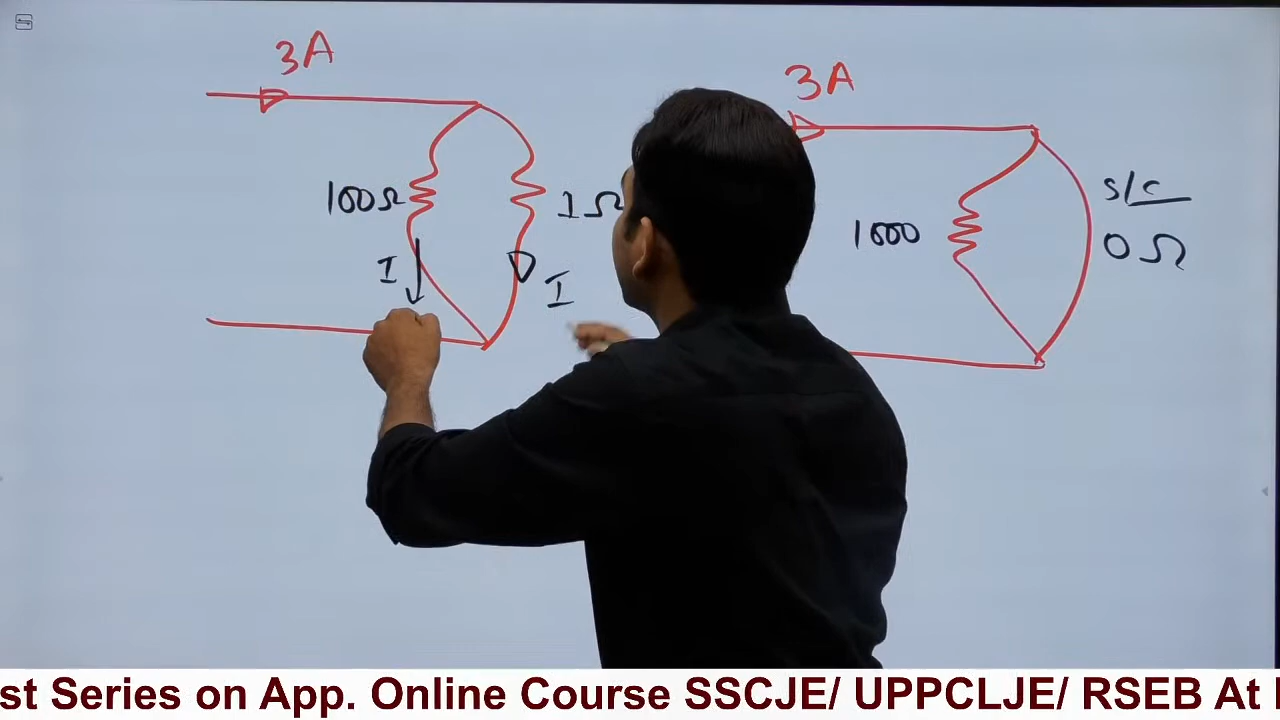 3A
100Ω
1Ω
I
I
3A
1000
S/C
0Ω
st Series on App. Online Course SSCJE/ UPPCLJE/ RSEB At